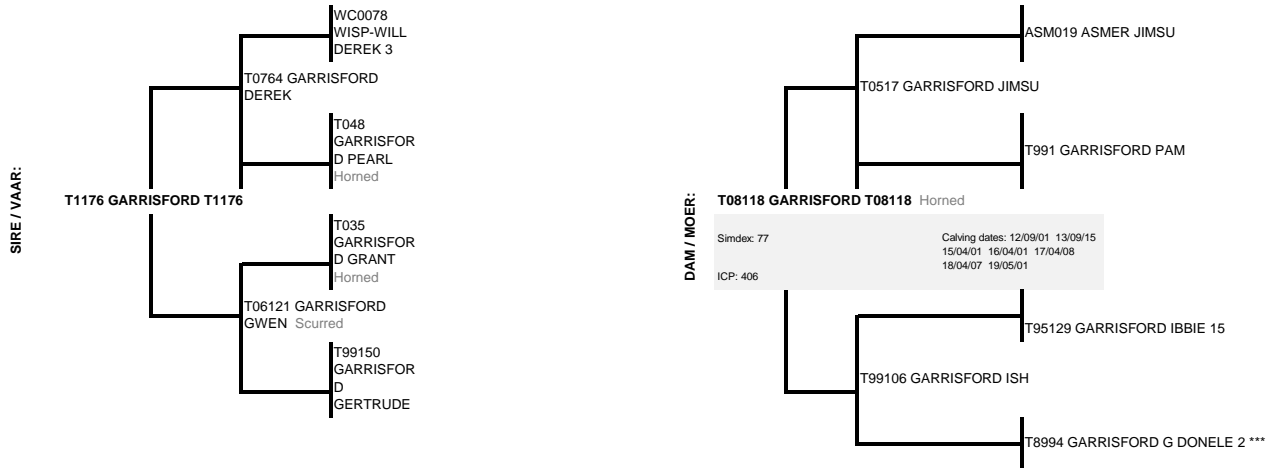 SIRE / VAAR:
WC0078
WISP-WILL
DEREK 3
T0764 GARRISFORD
DEREK
T048
GARRISFOR
D PEARL
Horned
T1176 GARRISFORD T1176
T035
GARRISFOR
D GRANT
Horned
T06121 GARRISFORD
GWEN Scurred
T99150
GARRISFOR
D
GERTRUDE
DAM / MOER:
ASM019 ASMER JIMSU
T0517 GARRISFORD JIMSU
T991 GARRISFORD PAM
T08118 GARRISFORD T08118 Horned
Simdex: 77
Calving dates: 12/09/01 13/09/15
15/04/01 16/04/01 17/04/08
18/04/07 19/05/01
ICP: 406
T95129 GARRISFORD IBBIE 15
T99106 GARRISFORD ISH
T8994 GARRISFORD G DONELE 2 ***